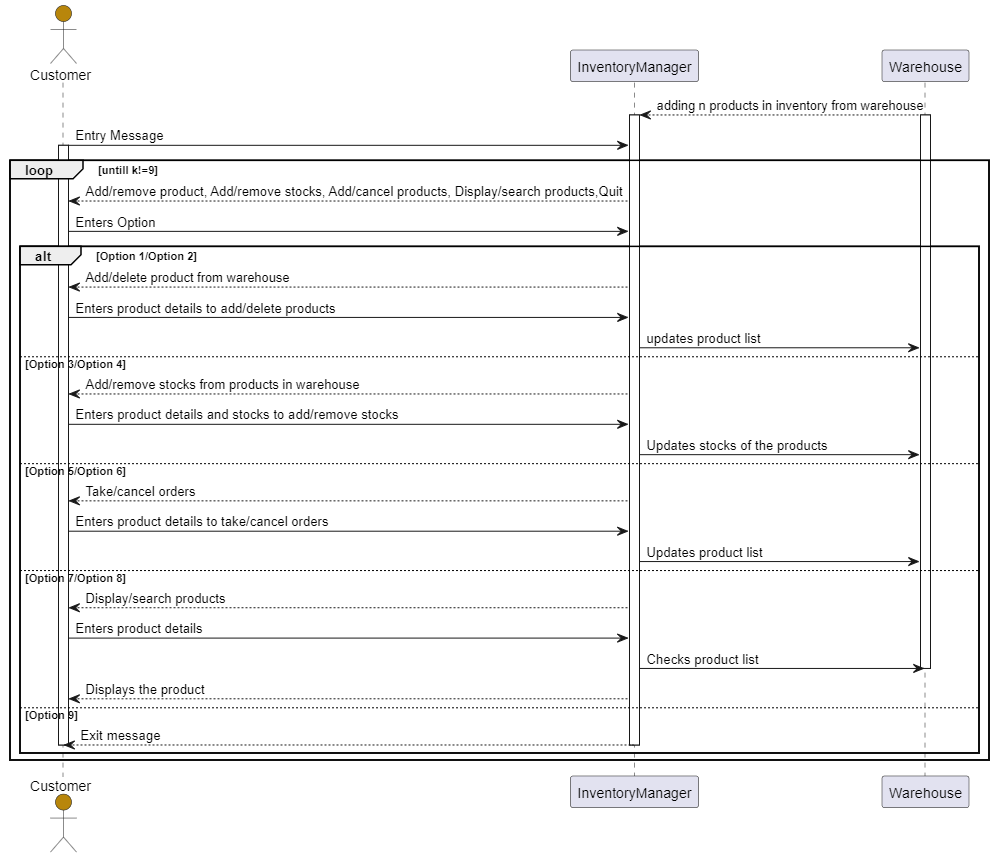 Customer
InventoryManager
Warehouse
adding n products in inventory from warehouse
Entry Message
loop
[untill k!=9]
Add/remove product, Add/remove stocks, Add/cancel products, Display/search products,Quit
Enters Option
alt
[Option 1/Option 2]
Add/delete product from warehouse
Enters product details to add/delete products
updates product list
[Option 3/Option 4]
Add/remove stocks from products in warehouse
Enters product details and stocks to add/remove stocks
Updates stocks of the products
[Option 5/Option 6]
Take/cancel orders
Enters product details to take/cancel orders
Updates product list
[Option 7/Option 8]
Display/search products
Enters product details
Checks product list
Displays the product
[Option 9]
Exit message
Customer
InventoryManager
Warehouse